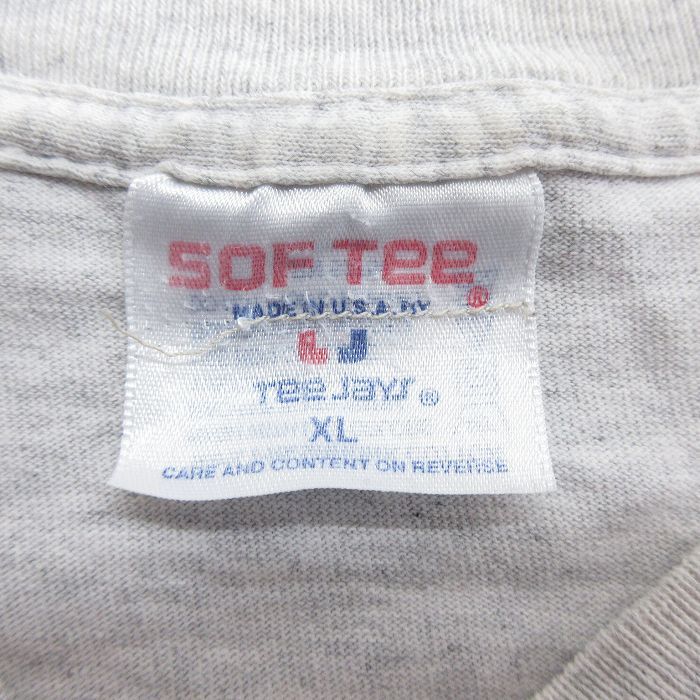 SOF TEE ®
MADE IN U.S.A. BY
TEE JAYS ®
XL
CARE AND CONTENT ON REVERSE